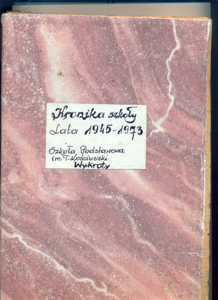 Kronika szkoły
Lata 1945-1973
Szkoła Podstawowa
im. T. Kościuszki
Wykroty